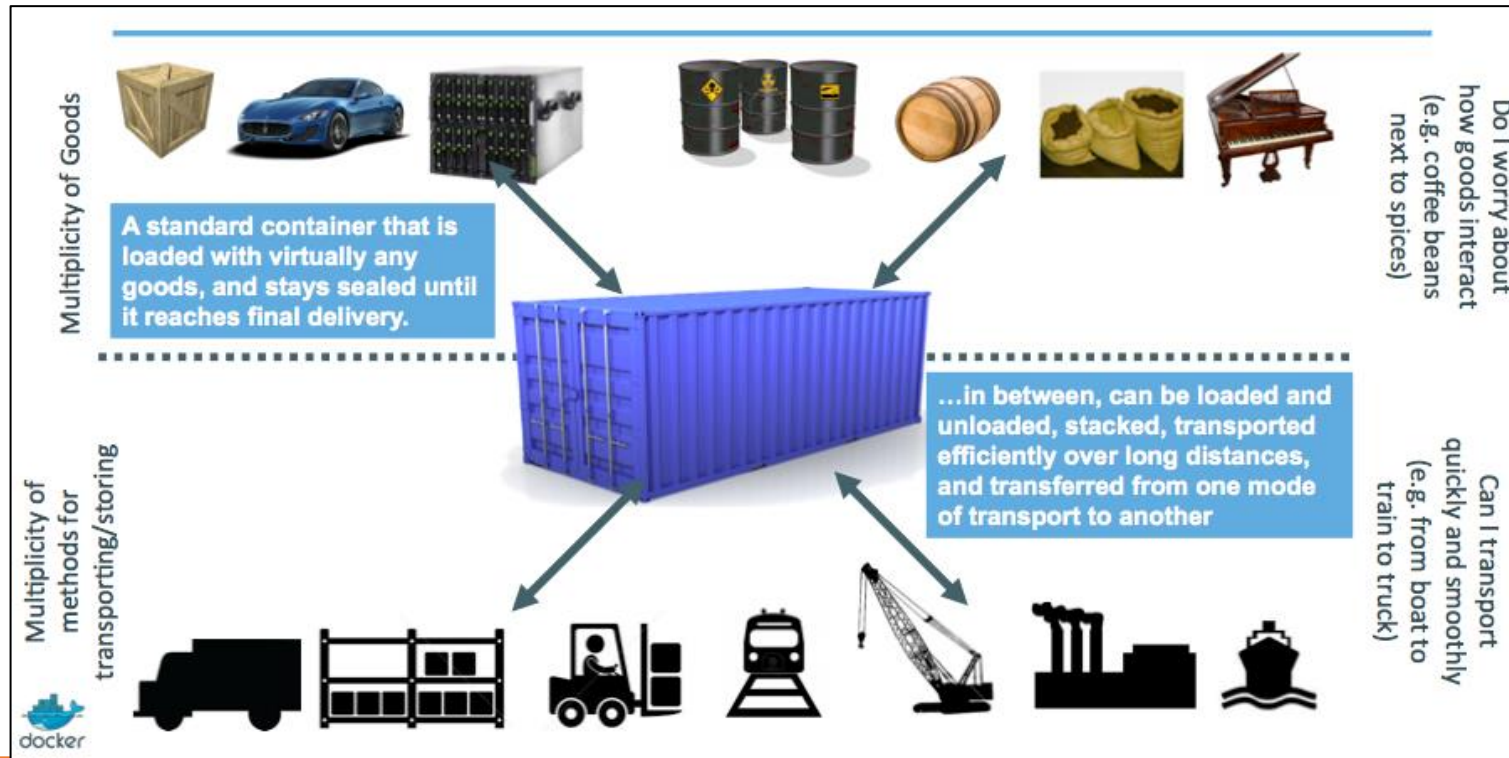 Multiplicity of Goods
Do I worry about
how goods interact
(e.g. coffee beans
next to spices)
A standard container that is
loaded with virtually any
goods, and stays sealed until
it reaches final delivery.
…in between, can be loaded and
unloaded, stacked, transported
efficiently over long distances,
and transferred from one mode
of transport to another
Multiplicity of
methods for
transporting/storing
Can I transport
quickly and smoothly
(e.g. from boat to
train to truck)
docker